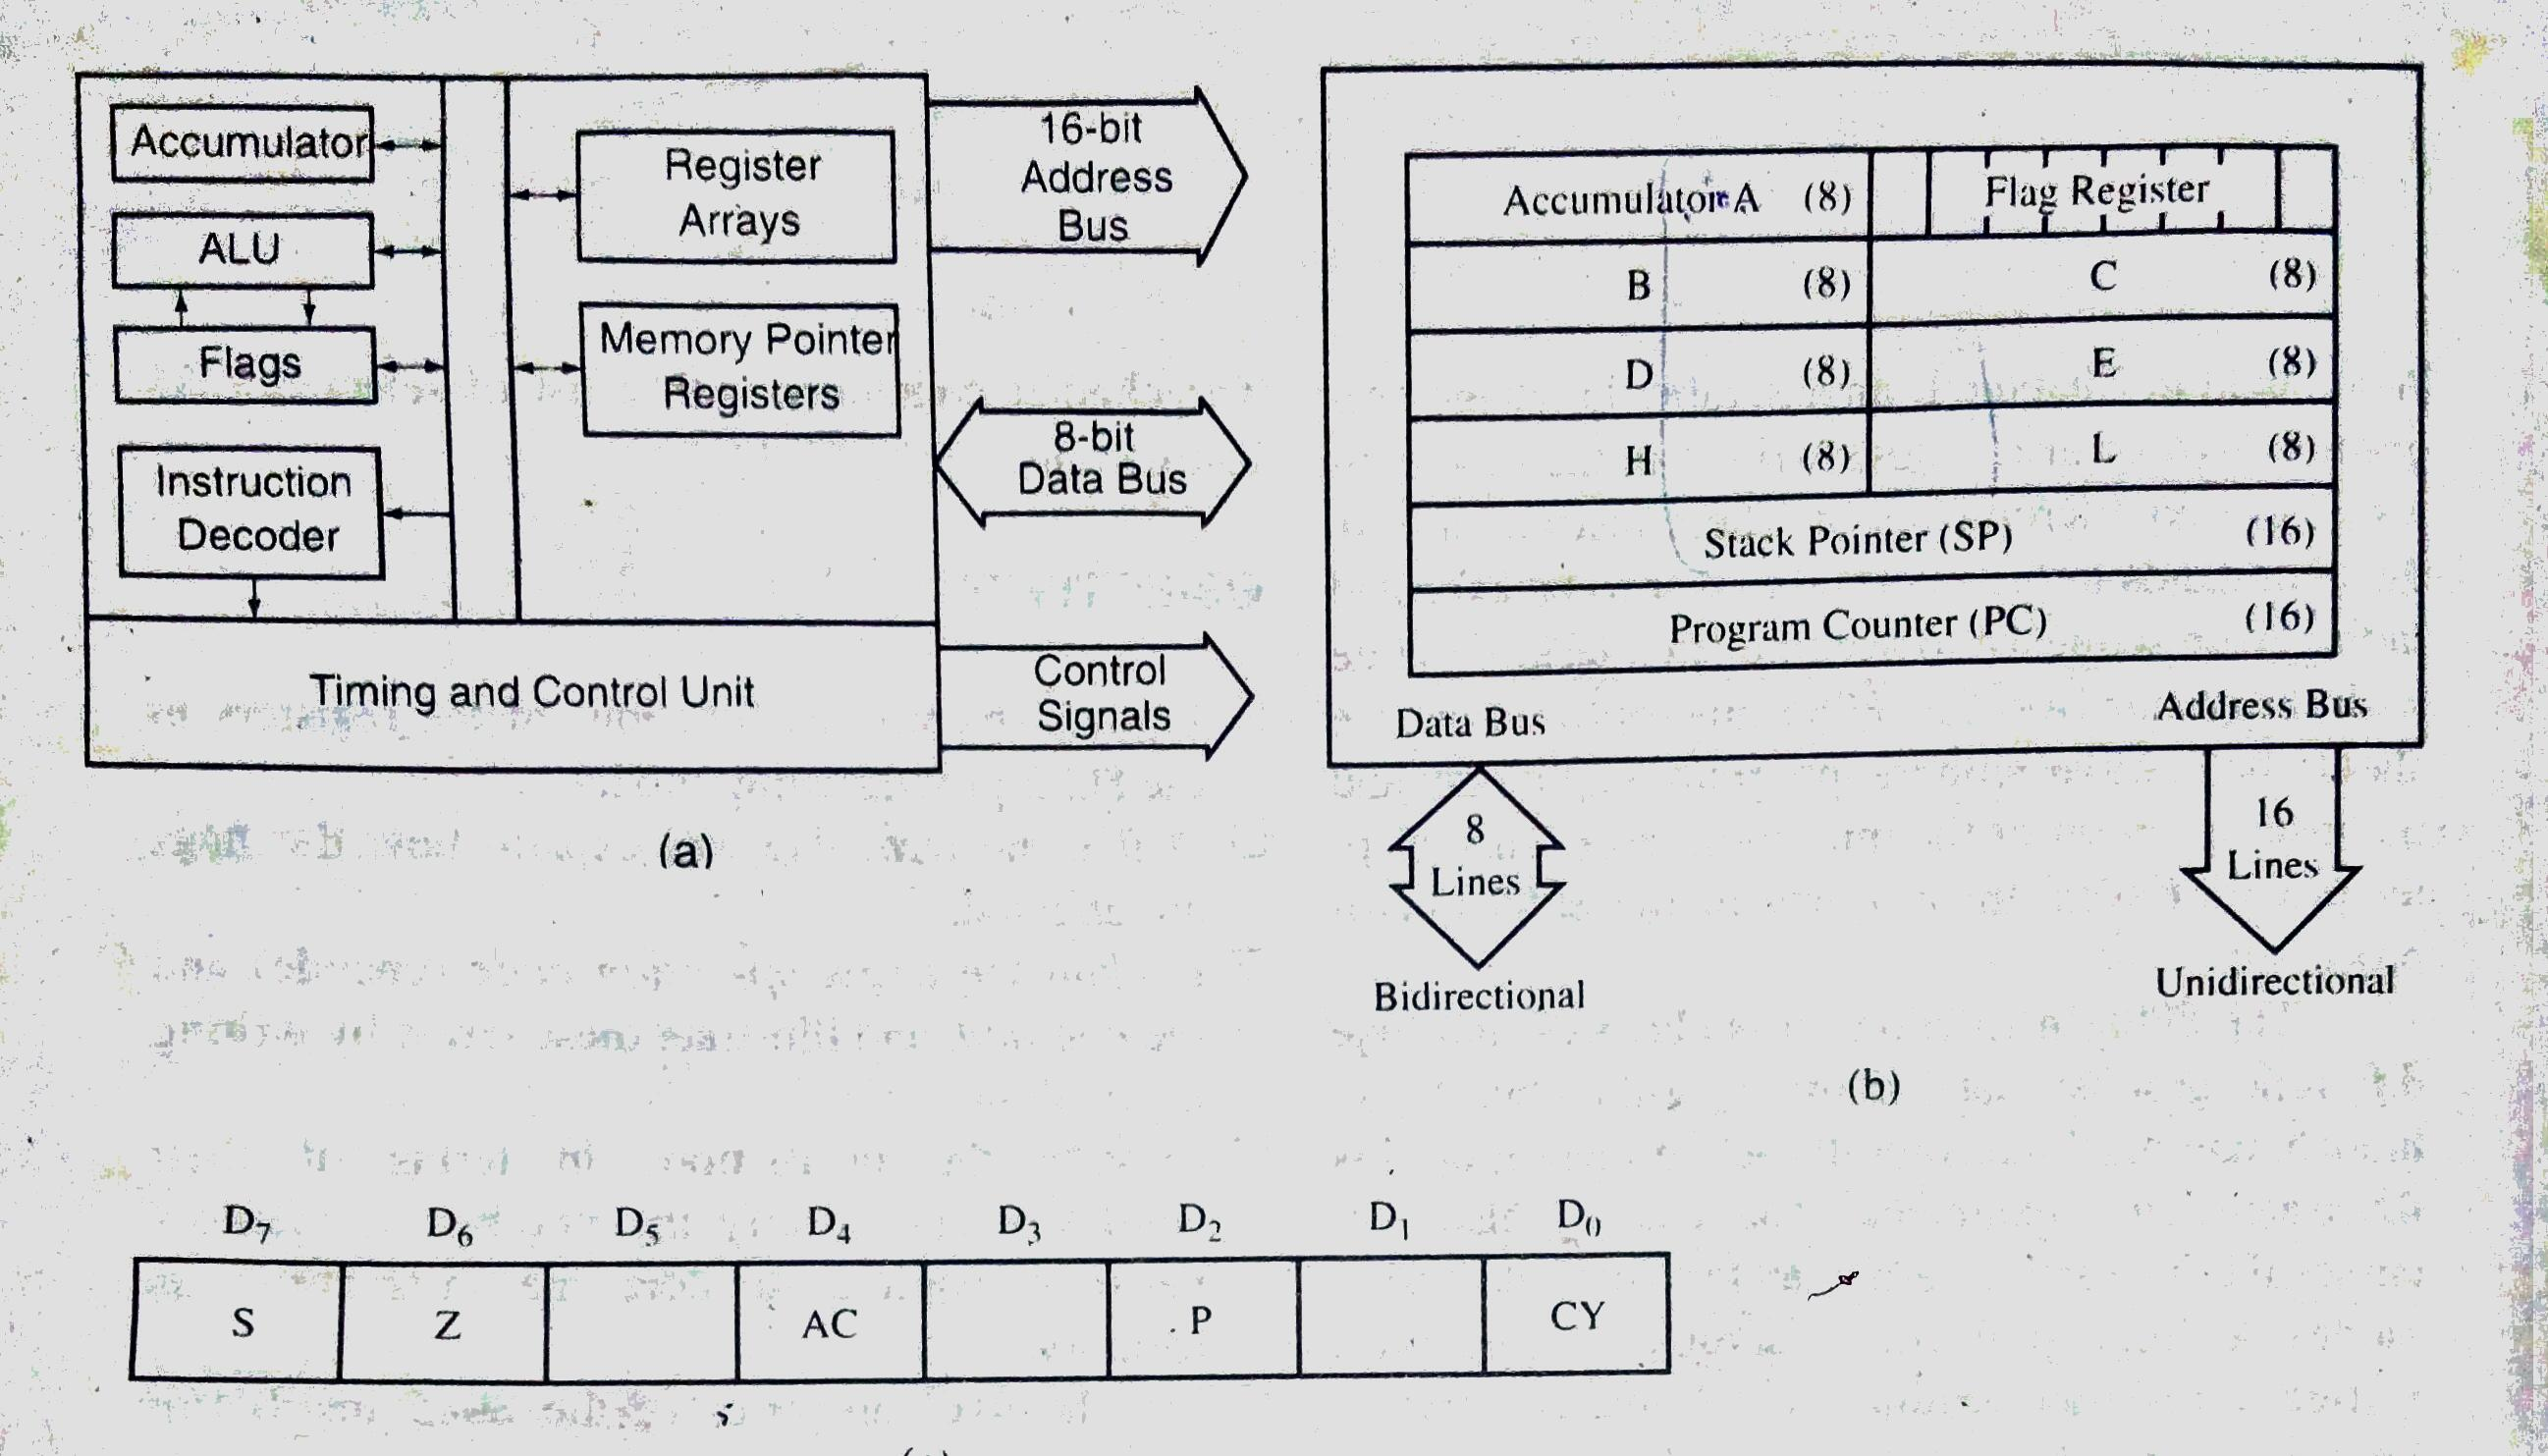 Accumulator
ALU
Flags
Instruction
Decoder
Register
Arrays
Memory Pointer
Registers
Timing and Control Unit
16-bit
Address
Bus
8-bit
Data Bus
Control
Signals
(a)
Accumulator A (8) Flag Register
B (8) C (8)
D (8) E (8)
H (8) L (8)
Stack Pointer (SP) (16)
Program Counter (PC) (16)
Data Bus Address Bus
8
Lines
Bidirectional
16
Lines
Unidirectional
(b)
D₇ D₆ D₅ D₄ D₃ D₂ D₁ D₀
S Z AC P CY